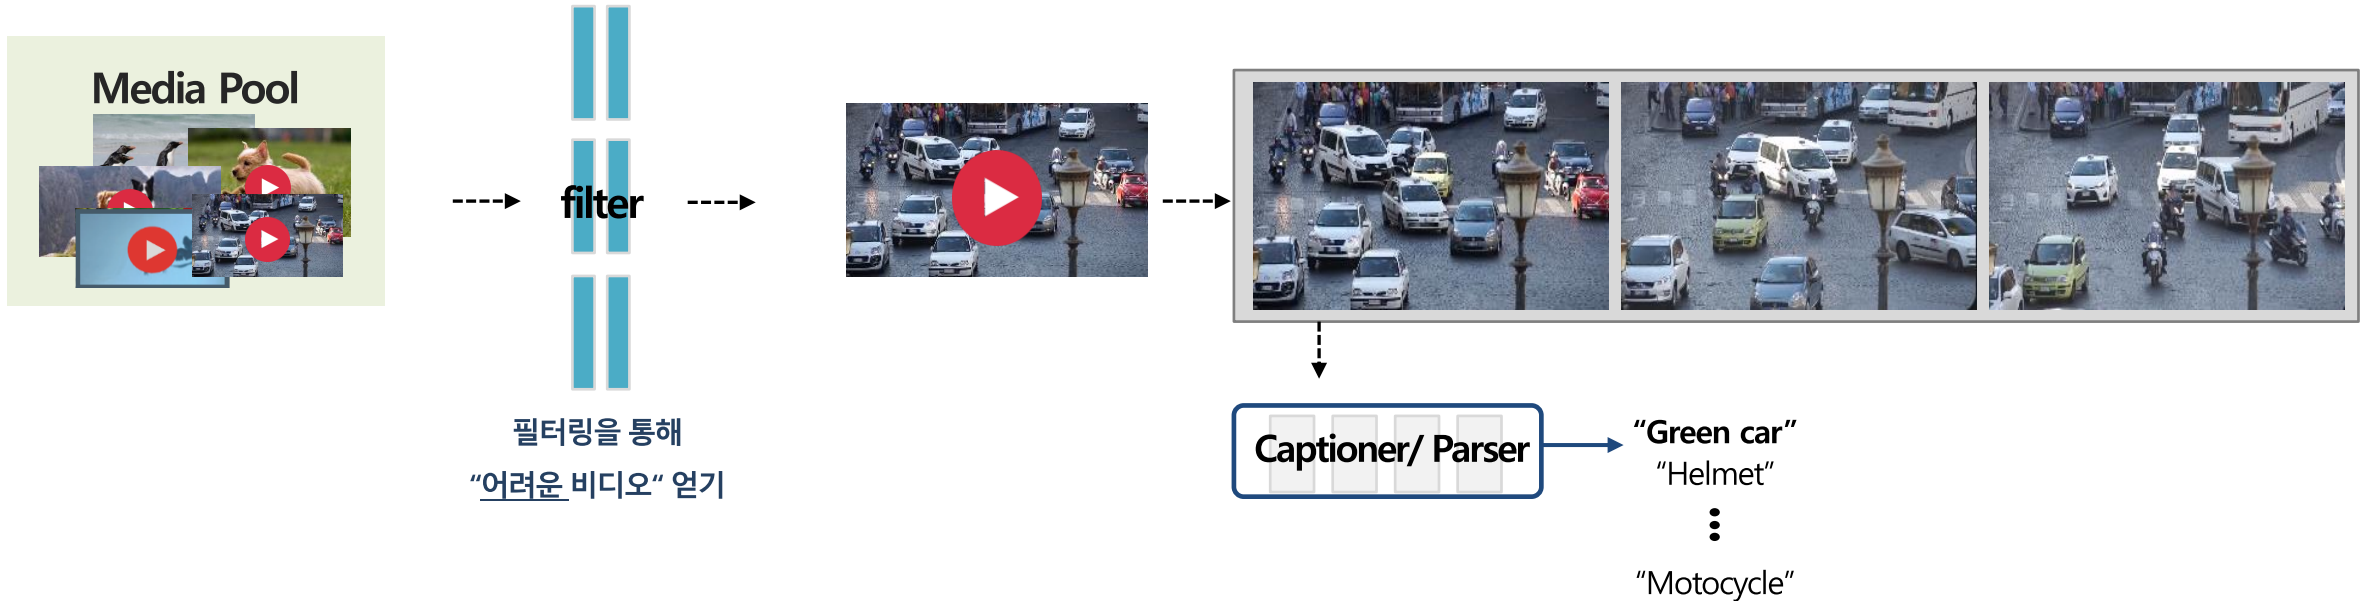 Media Pool
filter
필터링을 통해
“어려운 비디오“ 얻기
Captioner/ Parser
“Green car”
“Helmet”
“Motocycle”